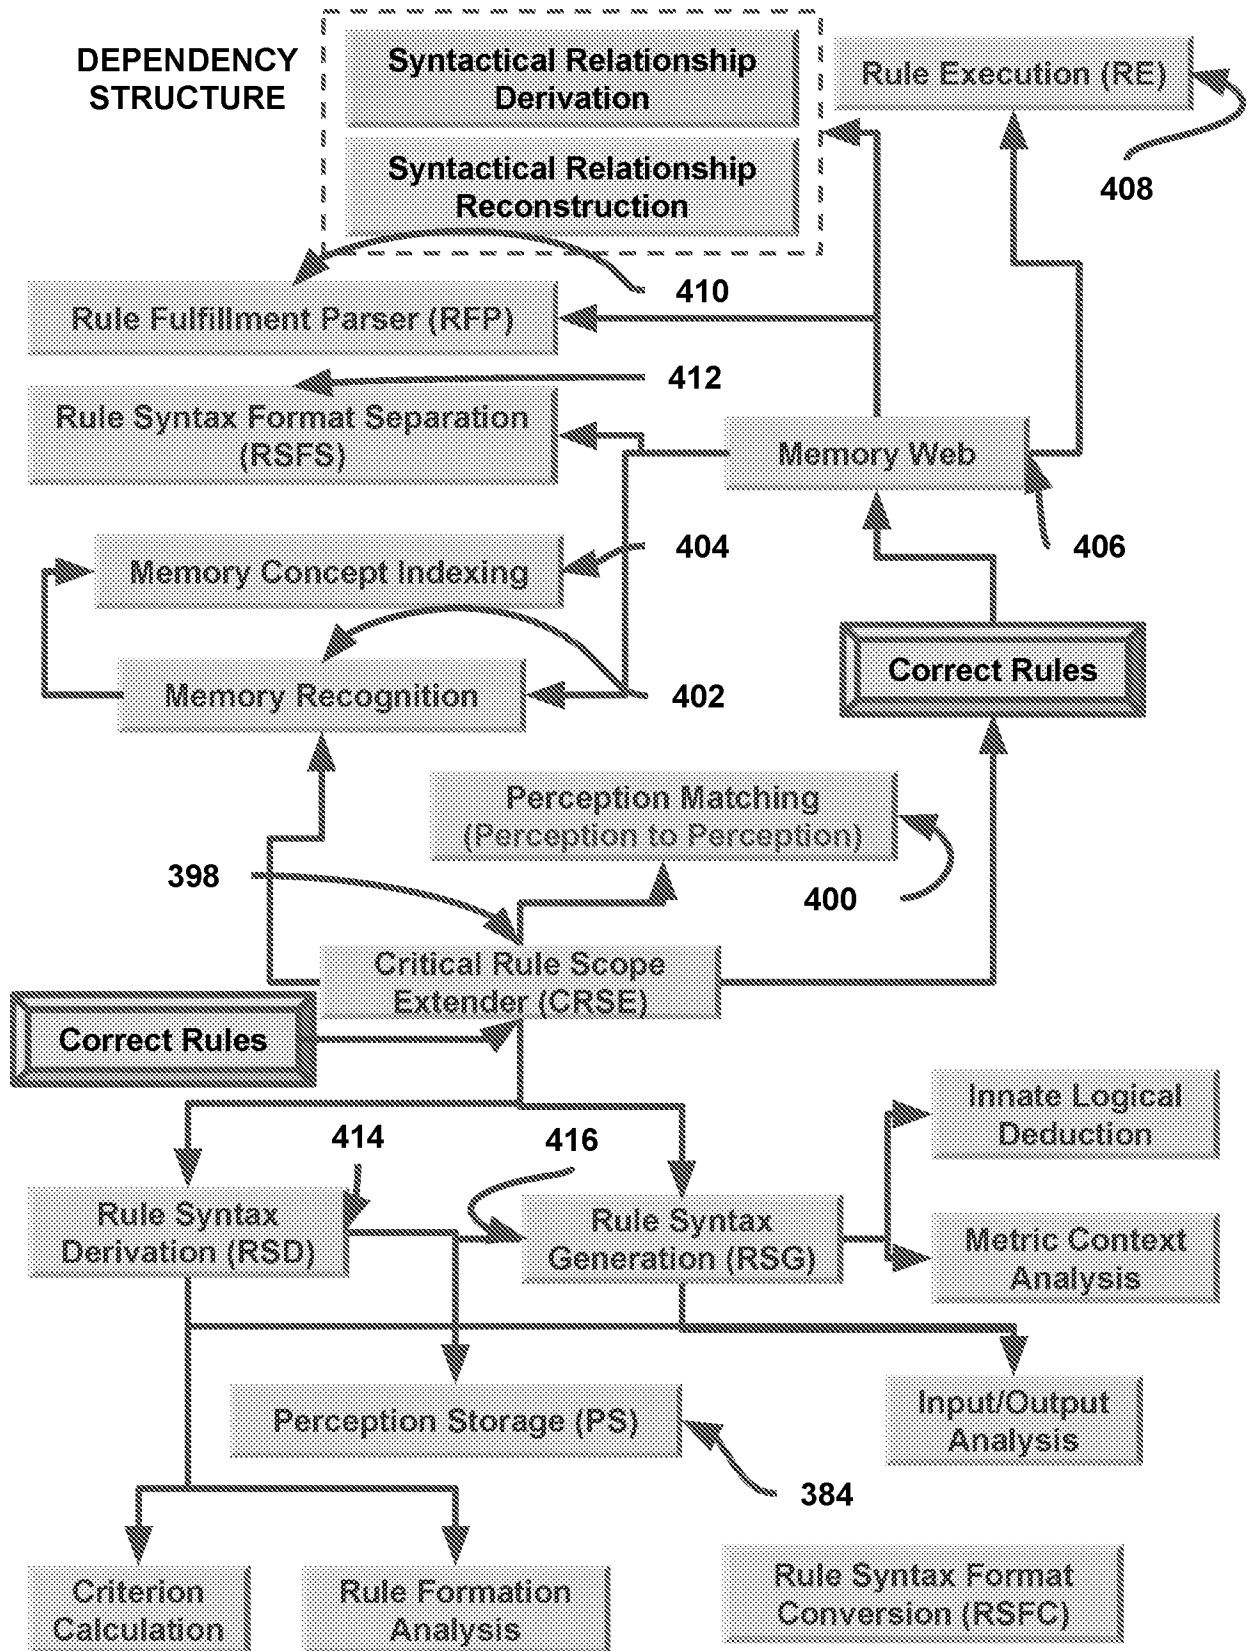 DEPENDENCY
STRUCTURE
Syntactical Relationship
Derivation
Syntactical Relationship
Reconstruction
Rule Execution (RE)
408
410
Rule Fulfillment Parser (RFP)
412
Rule Syntax Format Separation
(RSFS)
Memory Web
404
406
Memory Concept Indexing
Correct Rules
Memory Recognition
402
Perception Matching
(Perception to Perception)
398
400
Critical Rule Scope
Extender (CRSE)
Correct Rules
Innate Logical
Deduction
414
416
Rule Syntax
Derivation (RSD)
Rule Syntax
Generation (RSG)
Metric Context
Analysis
Perception Storage (PS)
Input/Output
Analysis
384
Criterion
Calculation
Rule Formation
Analysis
Rule Syntax Format
Conversion (RSFC)